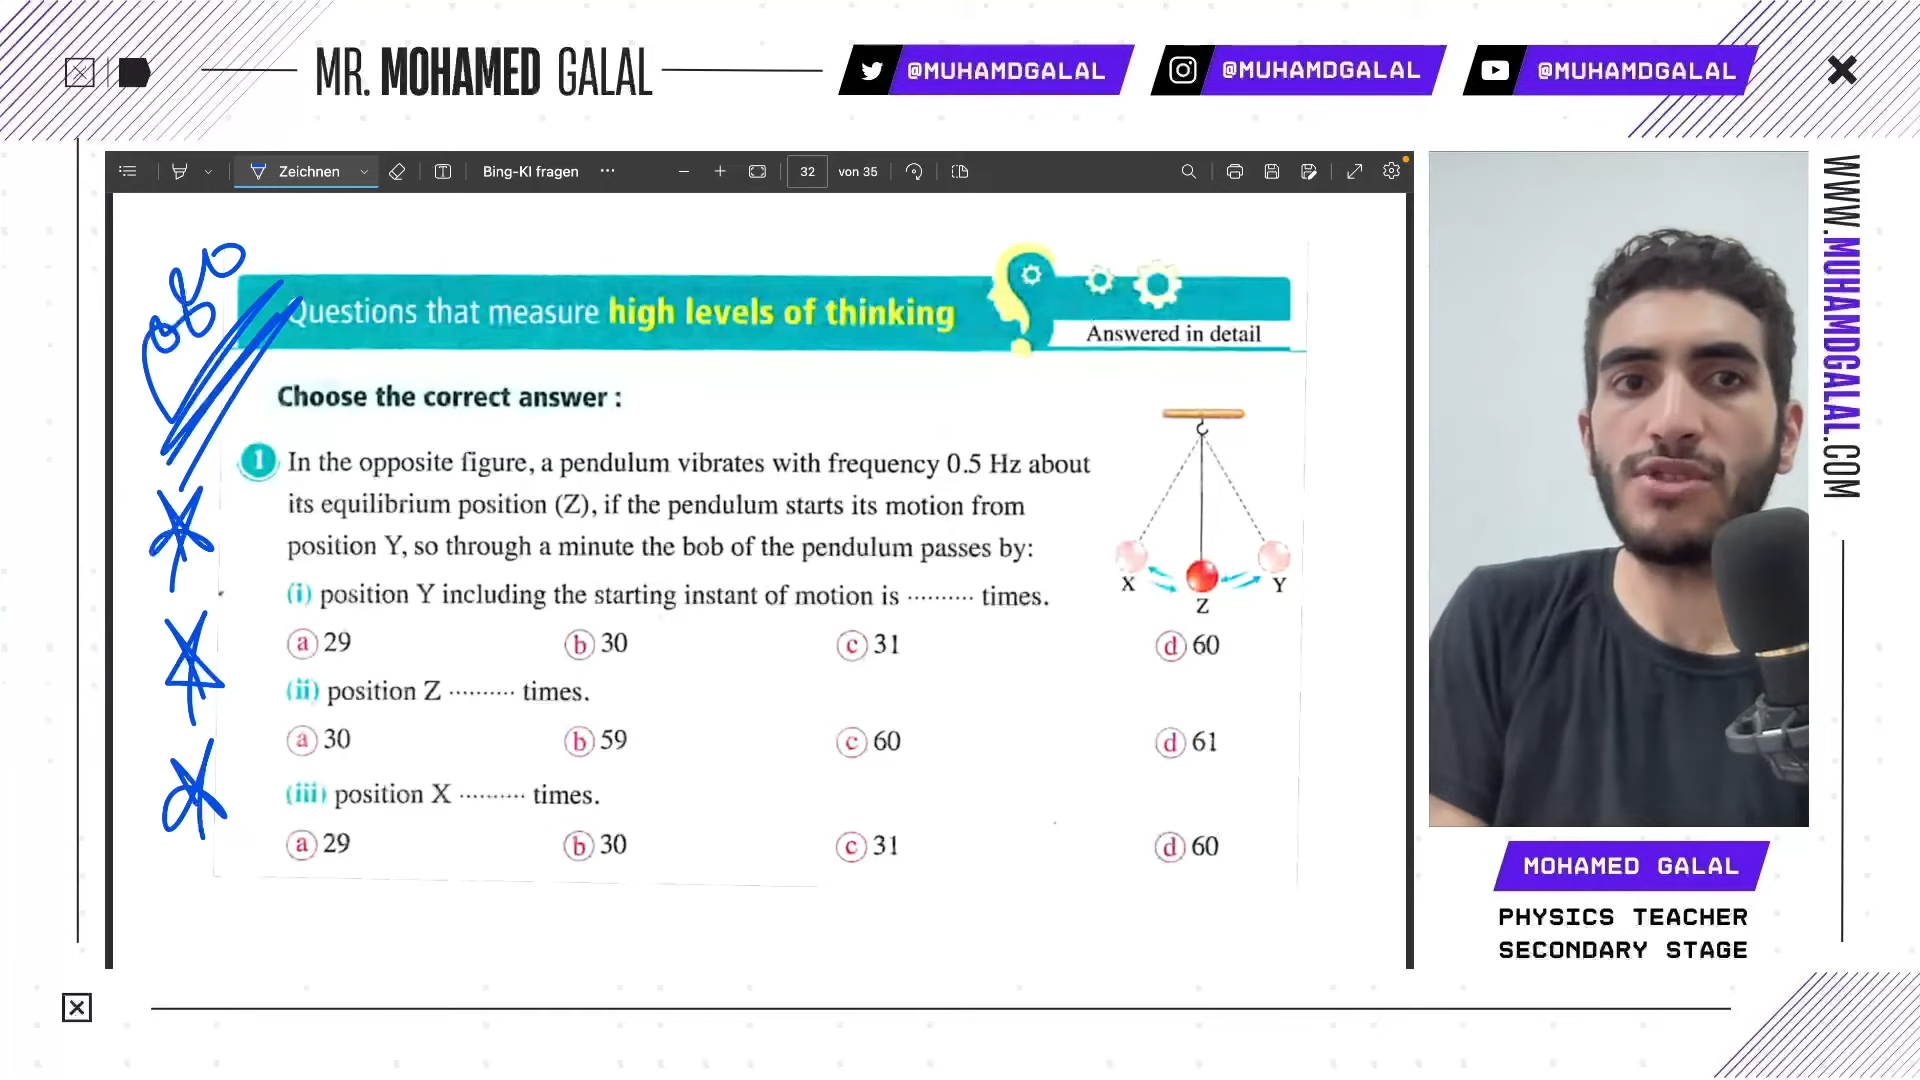 MR. MOHAMED GALAL
@MUHAMDGALAL
@MUHAMDGALAL
@MUHAMDGALAL
WWW.MUHAMDGALAL.COM
Zeichnen
Bing-KI fragen
32 von 35
Questions that measure high levels of thinking
Answered in detail
Choose the correct answer :
1 In the opposite figure, a pendulum vibrates with frequency 0.5 Hz about
its equilibrium position (Z), if the pendulum starts its motion from
position Y, so through a minute the bob of the pendulum passes by:
X
Z
Y
(i) position Y including the starting instant of motion is .......... times.
a 29 b 30 c 31 d 60
(ii) position Z .......... times.
a 30 b 59 c 60 d 61
(iii) position X .......... times.
a 29 b 30 c 31 d 60
MOHAMED GALAL
PHYSICS TEACHER
SECONDARY STAGE